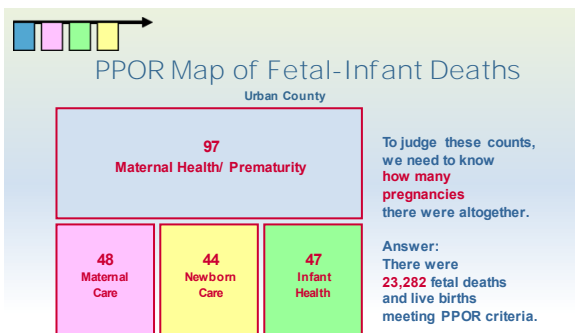 PPOR Map of Fetal-Infant Deaths
Urban County
97
Maternal Health/ Prematurity
To judge these counts,
we need to know
how many
pregnancies
there were altogether.
48
Maternal
Care
44
Newborn
Care
47
Infant
Health
Answer:
There were
23,282 fetal deaths
and live births
meeting PPOR criteria.